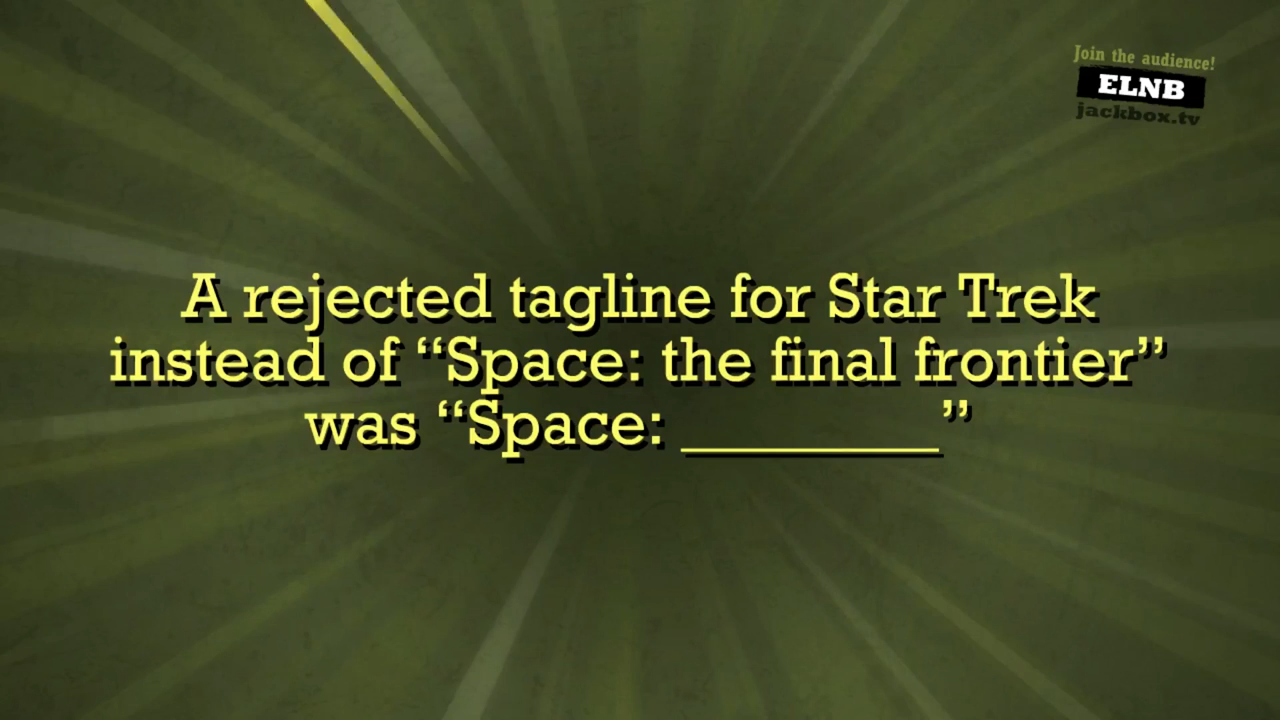 Join the audience!
ELNB
jackbox.tv
A rejected tagline for Star Trek
instead of “Space: the final frontier”
was “Space: _________”